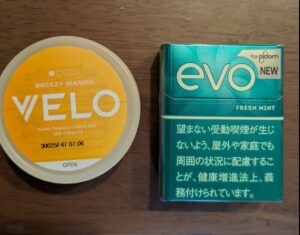 BREEZY MANGO
VELO
30025F47 07.06
OPEN
for ploom
evo
NEW
FRESH MINT
望まない受動喫煙が生じ
ないよう、屋外や家庭でも
周囲の状況に配慮するこ
とが、健康増進法上、義
務付けられています。